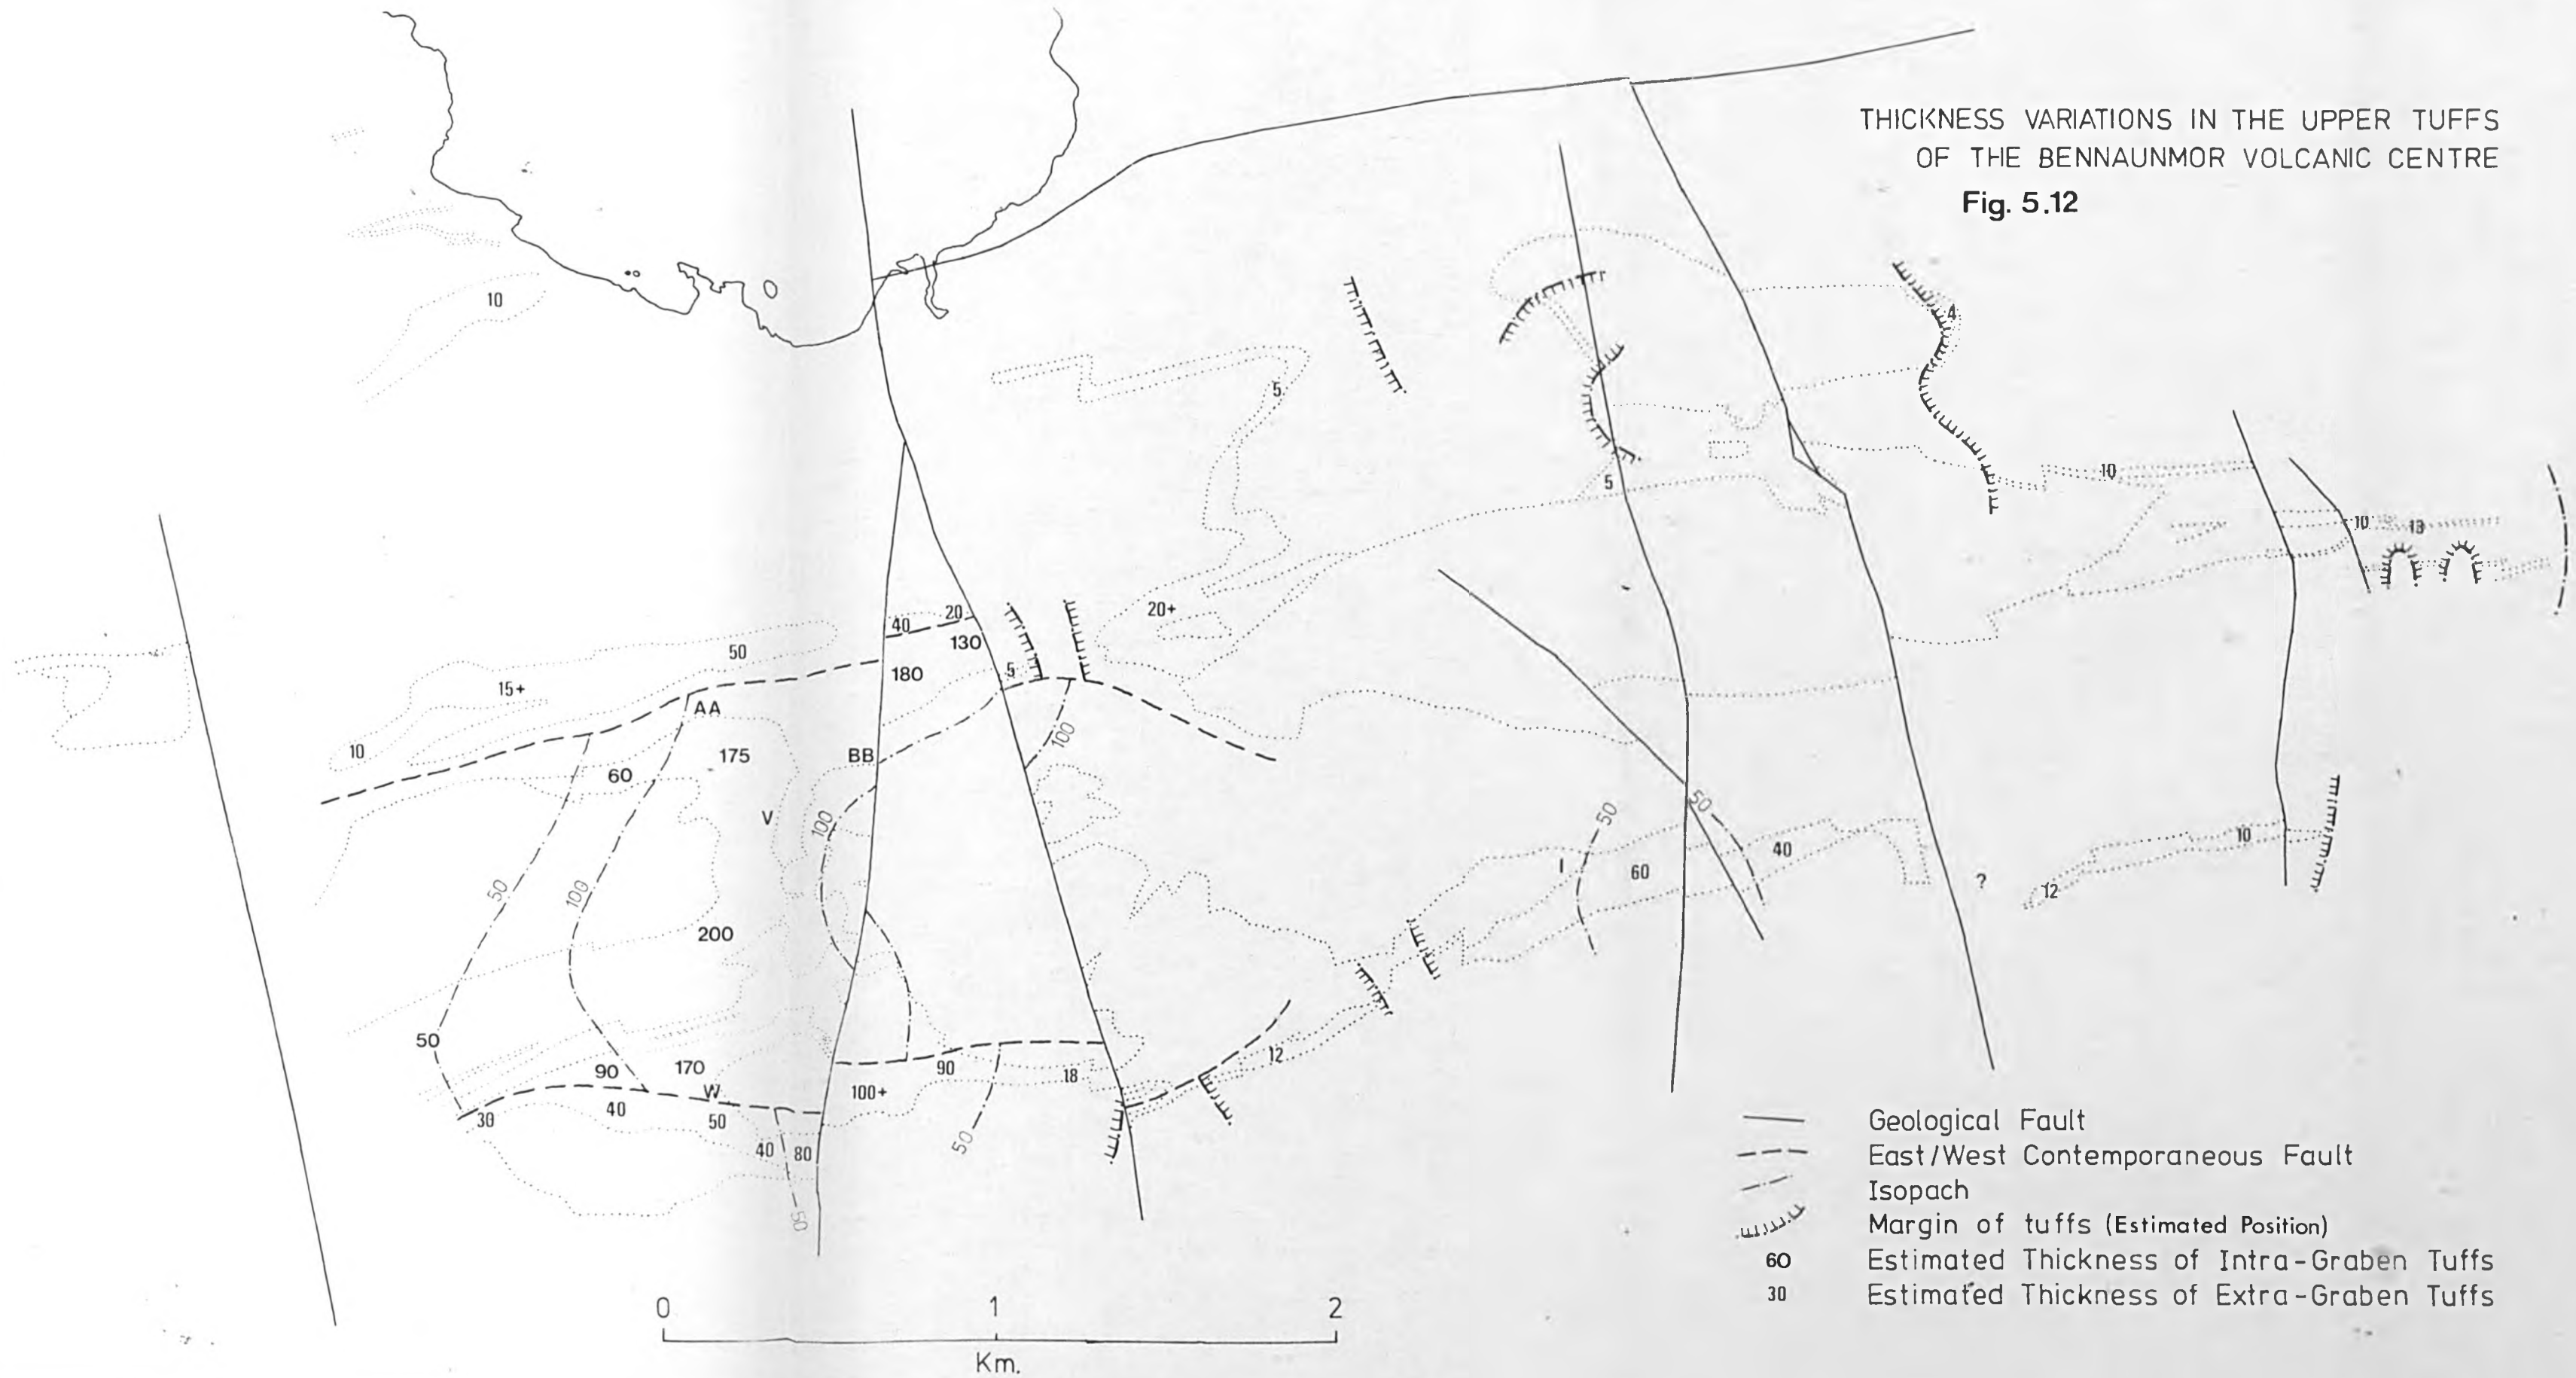 THICKNESS VARIATIONS IN THE UPPER TUFFS
OF THE BENNAUNMOR VOLCANIC CENTRE
Fig. 5.12
10
4
5
5
10
10
13
20
40
130
20+
50
5
180
15+
AA
100
10
175
BB
60
V
100
50
50
I
60
40
10
50
100
?
12
200
50
12
90
170
90
18
W
100+
40
50
30
40
80
50
50
Geological Fault
East/West Contemporaneous Fault
Isopach
Margin of tuffs (Estimated Position)
60 Estimated Thickness of Intra-Graben Tuffs
30 Estimated Thickness of Extra-Graben Tuffs
0 1 2
Km.